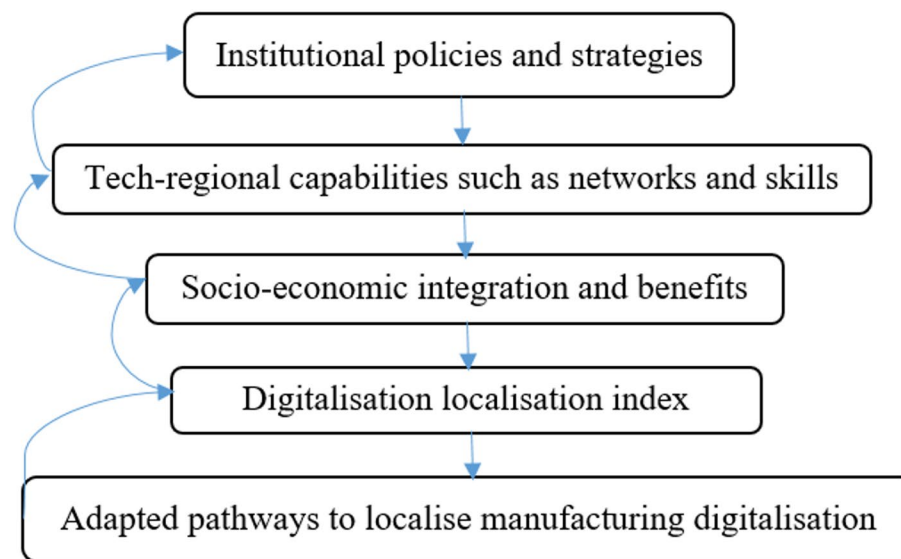 Institutional policies and strategies
Tech-regional capabilities such as networks and skills
Socio-economic integration and benefits
Digitalisation localisation index
Adapted pathways to localise manufacturing digitalisation